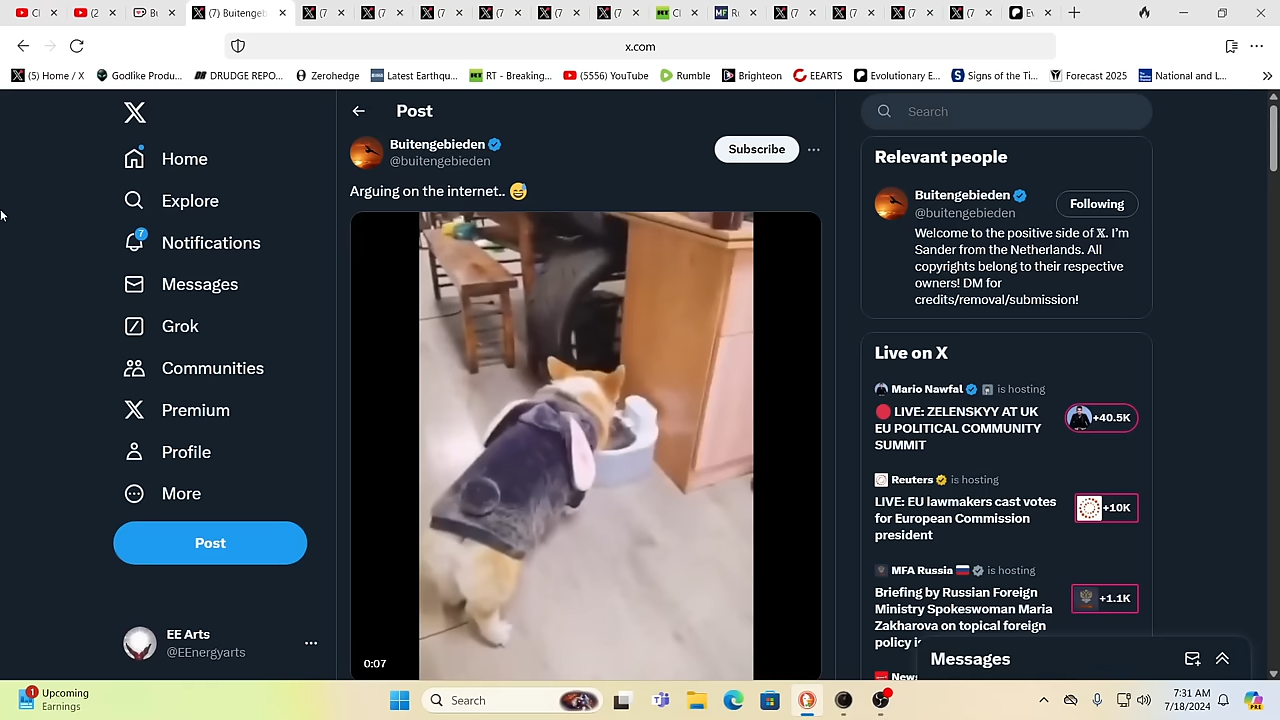 (7) Buitengeb
x.com
(5) Home / X
Godlike Produ...
DRUDGE REPO...
Zerohedge
Latest Earthqu...
RT - Breaking...
(5556) YouTube
Rumble
Brighteon
EEARTS
Evolutionary E...
Signs of the Ti...
Forecast 2025
National and L...
Home
Explore
7
Notifications
Messages
Grok
Communities
Premium
Profile
More
Post
EE Arts
@EEnergyarts
Post
Buitengebieden
@buitengebieden
Subscribe
Arguing on the internet.. 😅
0:07
Search
Relevant people
Buitengebieden
@buitengebieden
Following
Welcome to the positive side of 𝕏. I'm
Sander from the Netherlands. All
copyrights belong to their respective
owners! DM for
credits/removal/submission!
Live on X
Mario Nawfal is hosting
🔴 LIVE: ZELENSKYY AT UK
EU POLITICAL COMMUNITY
SUMMIT
+40.5K
Reuters is hosting
LIVE: EU lawmakers cast votes
for European Commission
president
+10K
MFA Russia 🇷🇺 is hosting
Briefing by Russian Foreign
Ministry Spokeswoman Maria
Zakharova on topical foreign
+1.1K
Messages
1
Upcoming
Earnings
Search
7:31 AM
7/18/2024